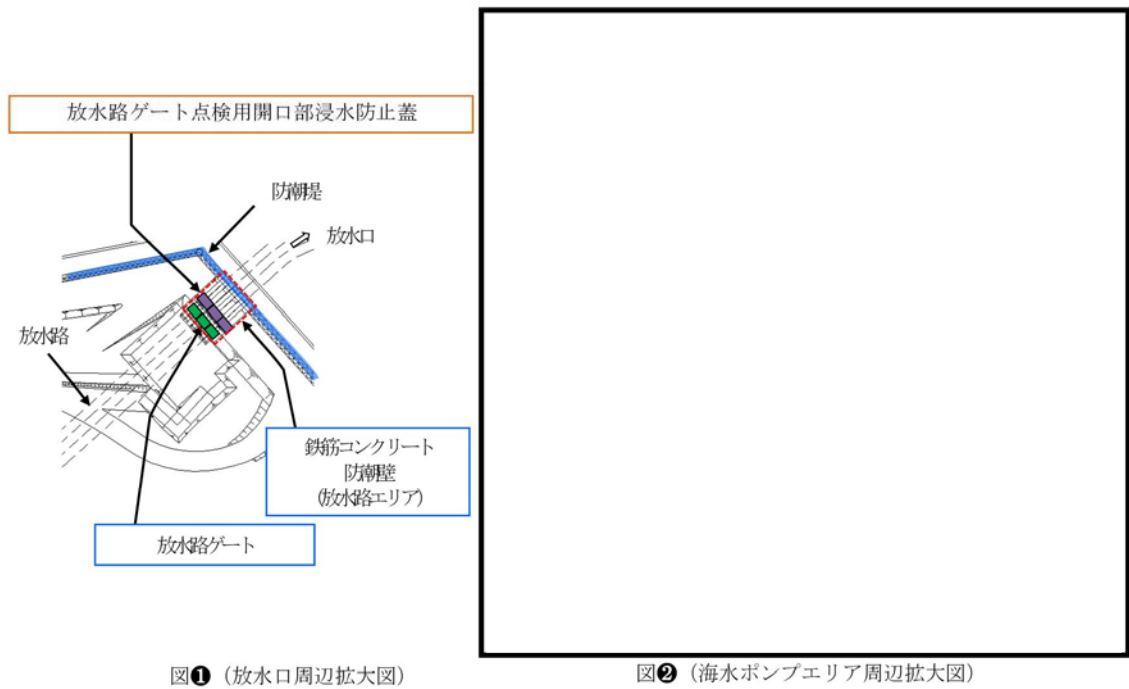 放水路ゲート点検用開口部浸水防止蓋
防潮堤
放水口
放水路
鉄筋コンクリート
防潮壁
(放水路エリア)
放水路ゲート
図❶（放水口周辺拡大図）
図❷（海水ポンプエリア周辺拡大図）